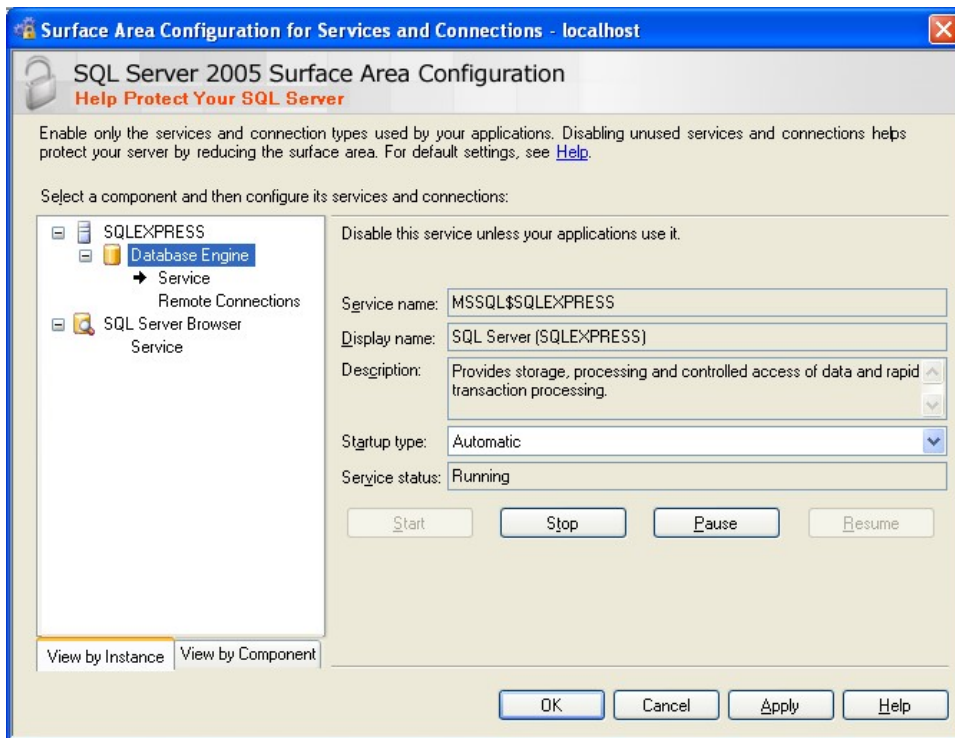 Surface Area Configuration for Services and Connections - localhost
SQL Server 2005 Surface Area Configuration
Help Protect Your SQL Server
Enable only the services and connection types used by your applications. Disabling unused services and connections helps
protect your server by reducing the surface area. For default settings, see Help.
Select a component and then configure its services and connections:
SQLEXPRESS
Database Engine
Service
Remote Connections
SQL Server Browser
Service
Disable this service unless your applications use it.
Service name: MSSQL$SQLEXPRESS
Display name: SQL Server (SQLEXPRESS)
Description: Provides storage, processing and controlled access of data and rapid
transaction processing.
Startup type: Automatic
Service status: Running
Start Stop Pause Resume
View by Instance View by Component
OK Cancel Apply Help